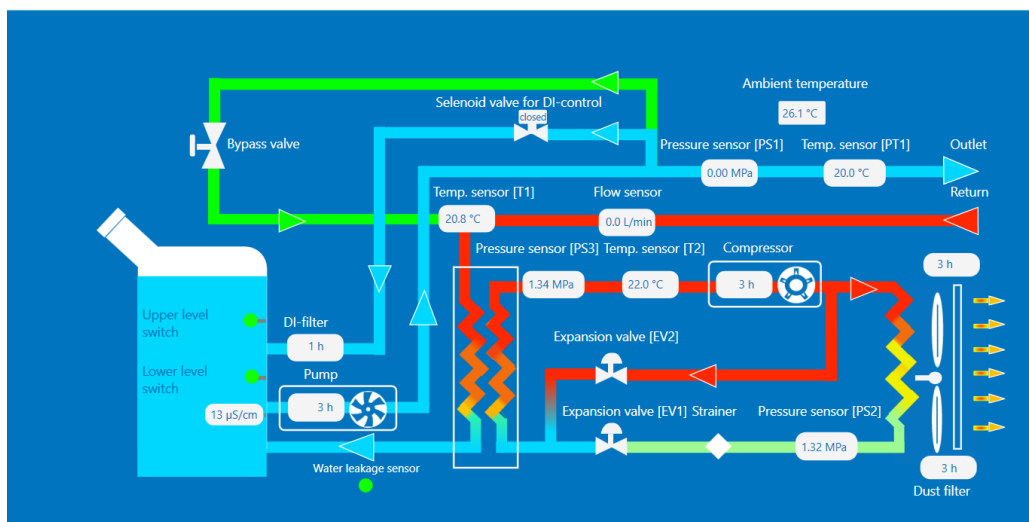 Ambient temperature
26.1 °C
Selenoid valve for DI-control
closed
Bypass valve
Pressure sensor [PS1]
0.00 MPa
Temp. sensor [PT1]
20.0 °C
Outlet
Return
Temp. sensor [T1]
20.8 °C
Flow sensor
0.0 L/min
Pressure sensor [PS3]
1.34 MPa
Temp. sensor [T2]
22.0 °C
Compressor
3 h
3 h
Upper level
switch
DI-filter
1 h
Expansion valve [EV2]
Lower level
switch
Pump
3 h
13 µS/cm
Expansion valve [EV1]
Strainer
Pressure sensor [PS2]
1.32 MPa
Water leakage sensor
3 h
Dust filter